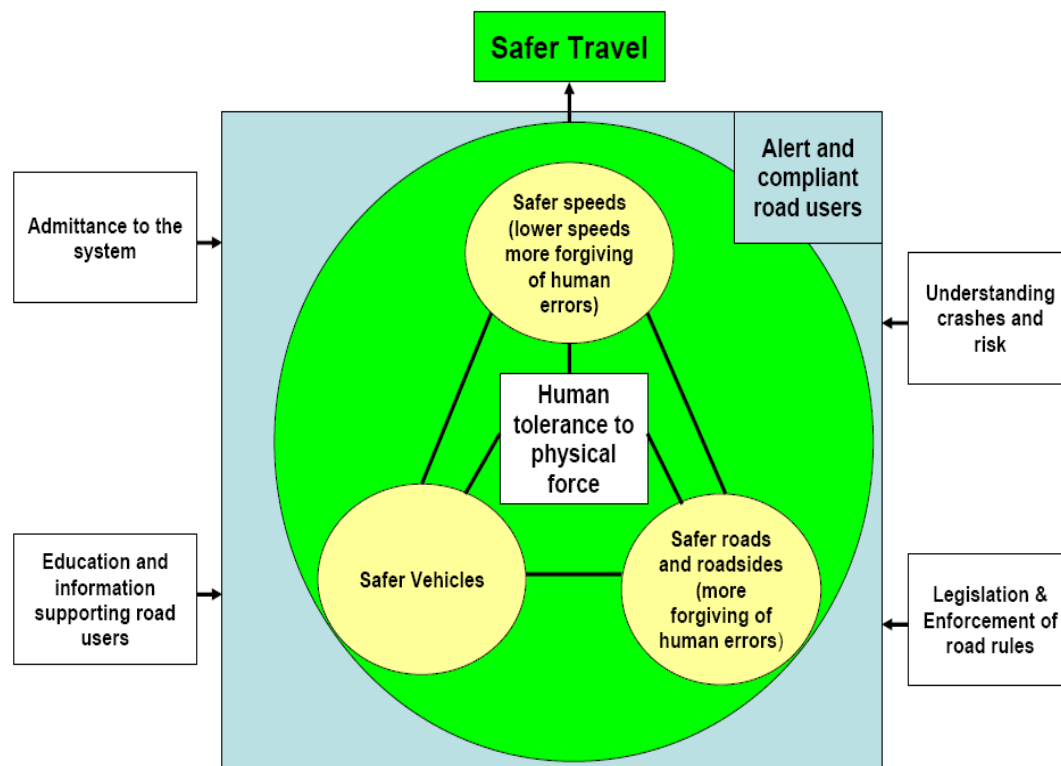 Safer Travel
Alert and
compliant
road users
Admittance to the
system
Safer speeds
(lower speeds
more forgiving
of human
errors)
Understanding
crashes and
risk
Human
tolerance to
physical
force
Education and
information
supporting road
users
Safer Vehicles
Safer roads
and roadsides
(more
forgiving of
human errors)
Legislation &
Enforcement of
road rules